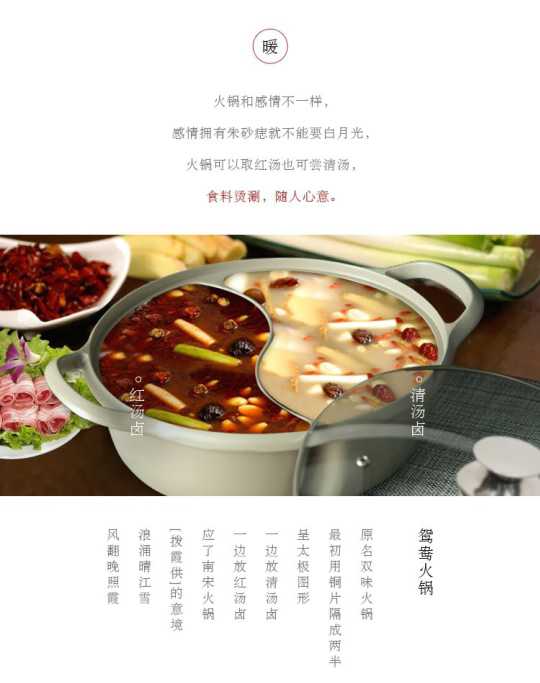 暖
火锅和感情不一样，
感情拥有朱砂痣就不能要白月光，
火锅可以取红汤也可尝清汤，
食料烫涮，随人心意。
红汤卤
清汤卤
鸳鸯火锅
原名双味火锅
最初用铜片隔成两半
呈太极图形
一边放清汤卤
一边放红汤卤
应了南宋火锅
[拨霞供]的意境
浪涌晴江雪
风翻晚照霞